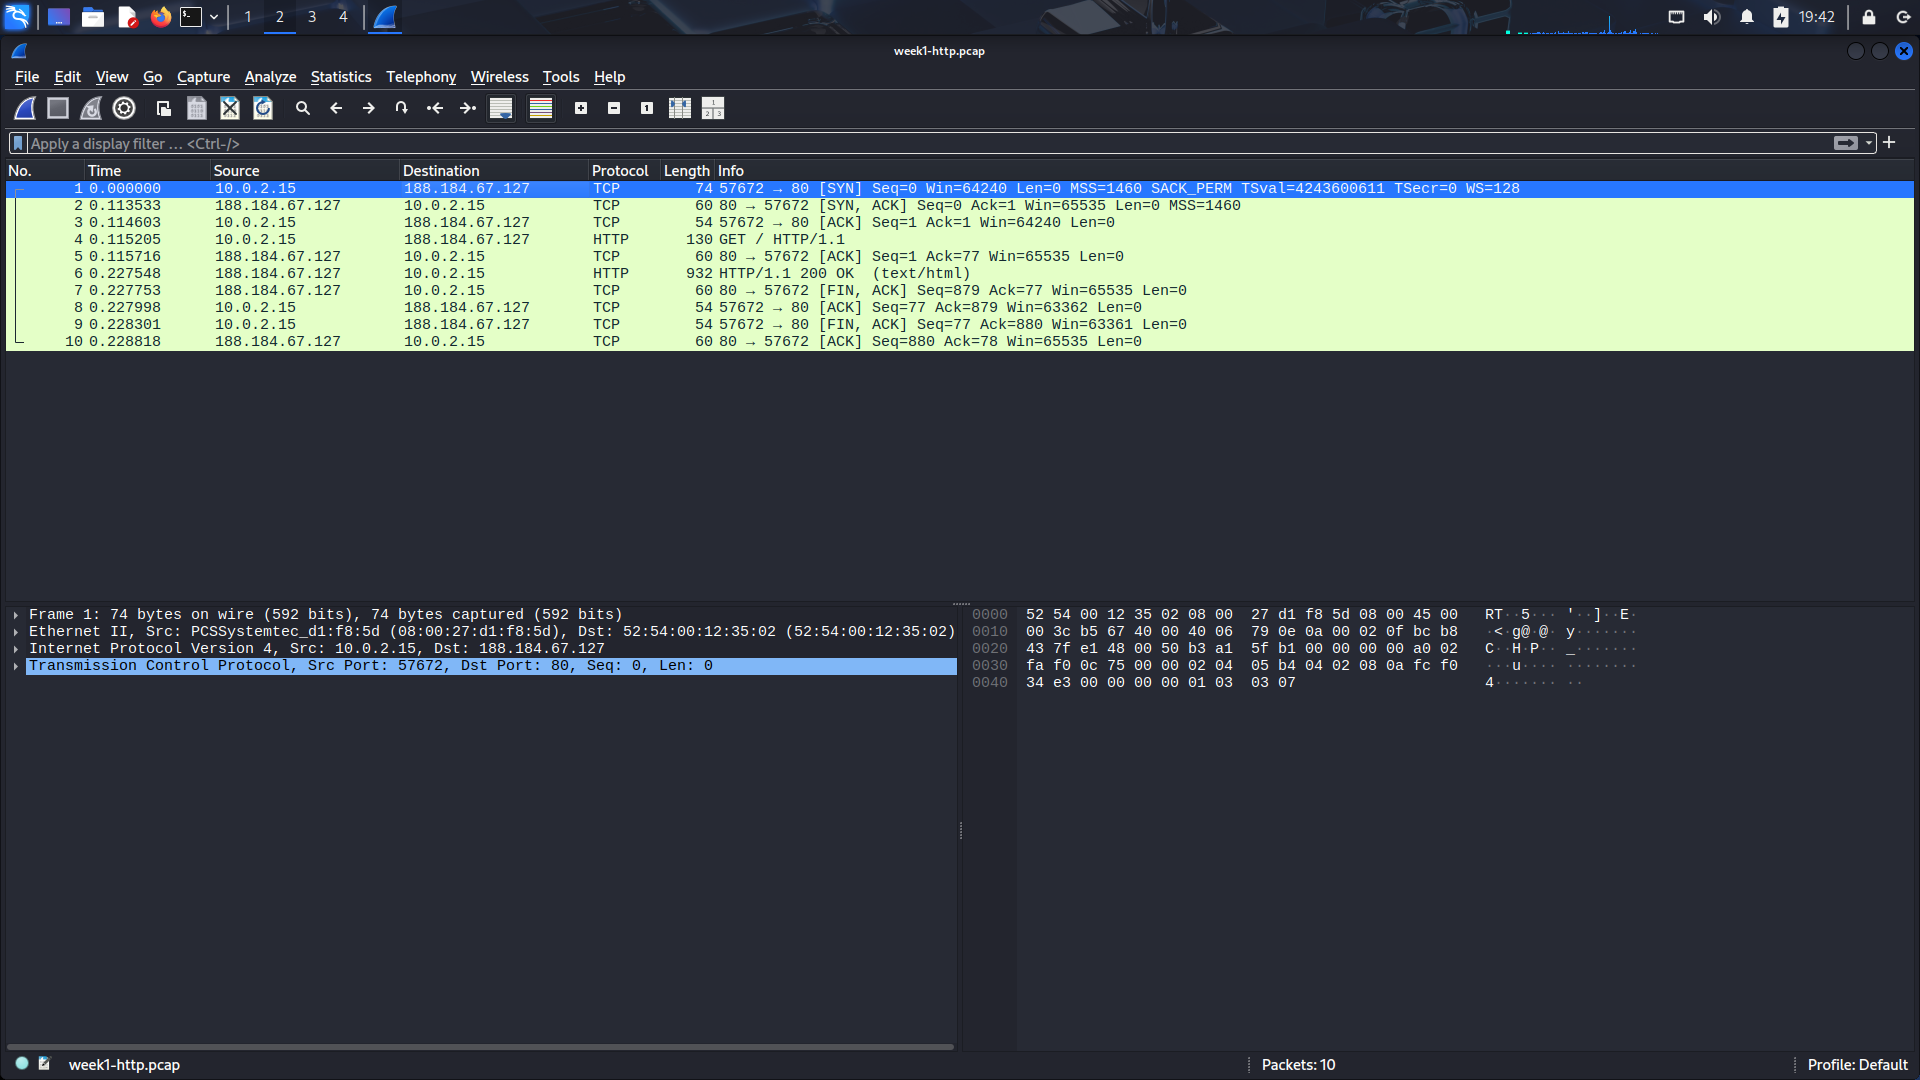 1 2 3 4 19:42
week1-http.pcap
File Edit View Go Capture Analyze Statistics Telephony Wireless Tools Help
Apply a display filter … <Ctrl-/>
No. Time Source Destination Protocol Length Info
1 0.000000 10.0.2.15 188.184.67.127 TCP 74 57672 → 80 [SYN] Seq=0 Win=64240 Len=0 MSS=1460 SACK_PERM TSval=4243600611 TSecr=0 WS=128
2 0.113533 188.184.67.127 10.0.2.15 TCP 60 80 → 57672 [SYN, ACK] Seq=0 Ack=1 Win=65535 Len=0 MSS=1460
3 0.114603 10.0.2.15 188.184.67.127 TCP 54 57672 → 80 [ACK] Seq=1 Ack=1 Win=64240 Len=0
4 0.115205 10.0.2.15 188.184.67.127 HTTP 130 GET / HTTP/1.1
5 0.115716 188.184.67.127 10.0.2.15 TCP 60 80 → 57672 [ACK] Seq=1 Ack=77 Win=65535 Len=0
6 0.227548 188.184.67.127 10.0.2.15 HTTP 932 HTTP/1.1 200 OK  (text/html)
7 0.227753 188.184.67.127 10.0.2.15 TCP 60 80 → 57672 [FIN, ACK] Seq=879 Ack=77 Win=65535 Len=0
8 0.227998 10.0.2.15 188.184.67.127 TCP 54 57672 → 80 [ACK] Seq=77 Ack=879 Win=63362 Len=0
9 0.228301 10.0.2.15 188.184.67.127 TCP 54 57672 → 80 [FIN, ACK] Seq=77 Ack=880 Win=63361 Len=0
10 0.228818 188.184.67.127 10.0.2.15 TCP 60 80 → 57672 [ACK] Seq=880 Ack=78 Win=65535 Len=0
Frame 1: 74 bytes on wire (592 bits), 74 bytes captured (592 bits)
Ethernet II, Src: PCSSystemtec_d1:f8:5d (08:00:27:d1:f8:5d), Dst: 52:54:00:12:35:02 (52:54:00:12:35:02)
Internet Protocol Version 4, Src: 10.0.2.15, Dst: 188.184.67.127
Transmission Control Protocol, Src Port: 57672, Dst Port: 80, Seq: 0, Len: 0
0000 52 54 00 12 35 02 08 00 27 d1 f8 5d 08 00 45 00 RT··5··· '··]··E·
0010 00 3c b5 67 40 00 40 06 79 0e 0a 00 02 0f bc b8 ·<·g@·@· y·······
0020 43 7f e1 48 00 50 b3 a1 5f b1 00 00 00 00 a0 02 C··H·P·· _·······
0030 fa f0 0c 75 00 00 02 04 05 b4 04 02 08 0a fc f0 ···u···· ········
0040 34 e3 00 00 00 00 01 03 03 07 4······· ··
week1-http.pcap Packets: 10 Profile: Default